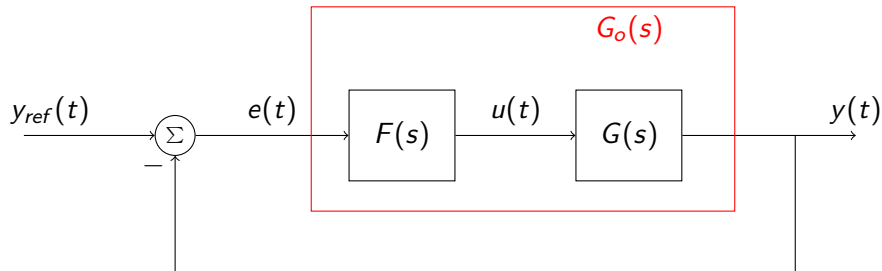 G_o(s)
y_ref(t)
e(t)
u(t)
y(t)
Σ
F(s)
G(s)
−